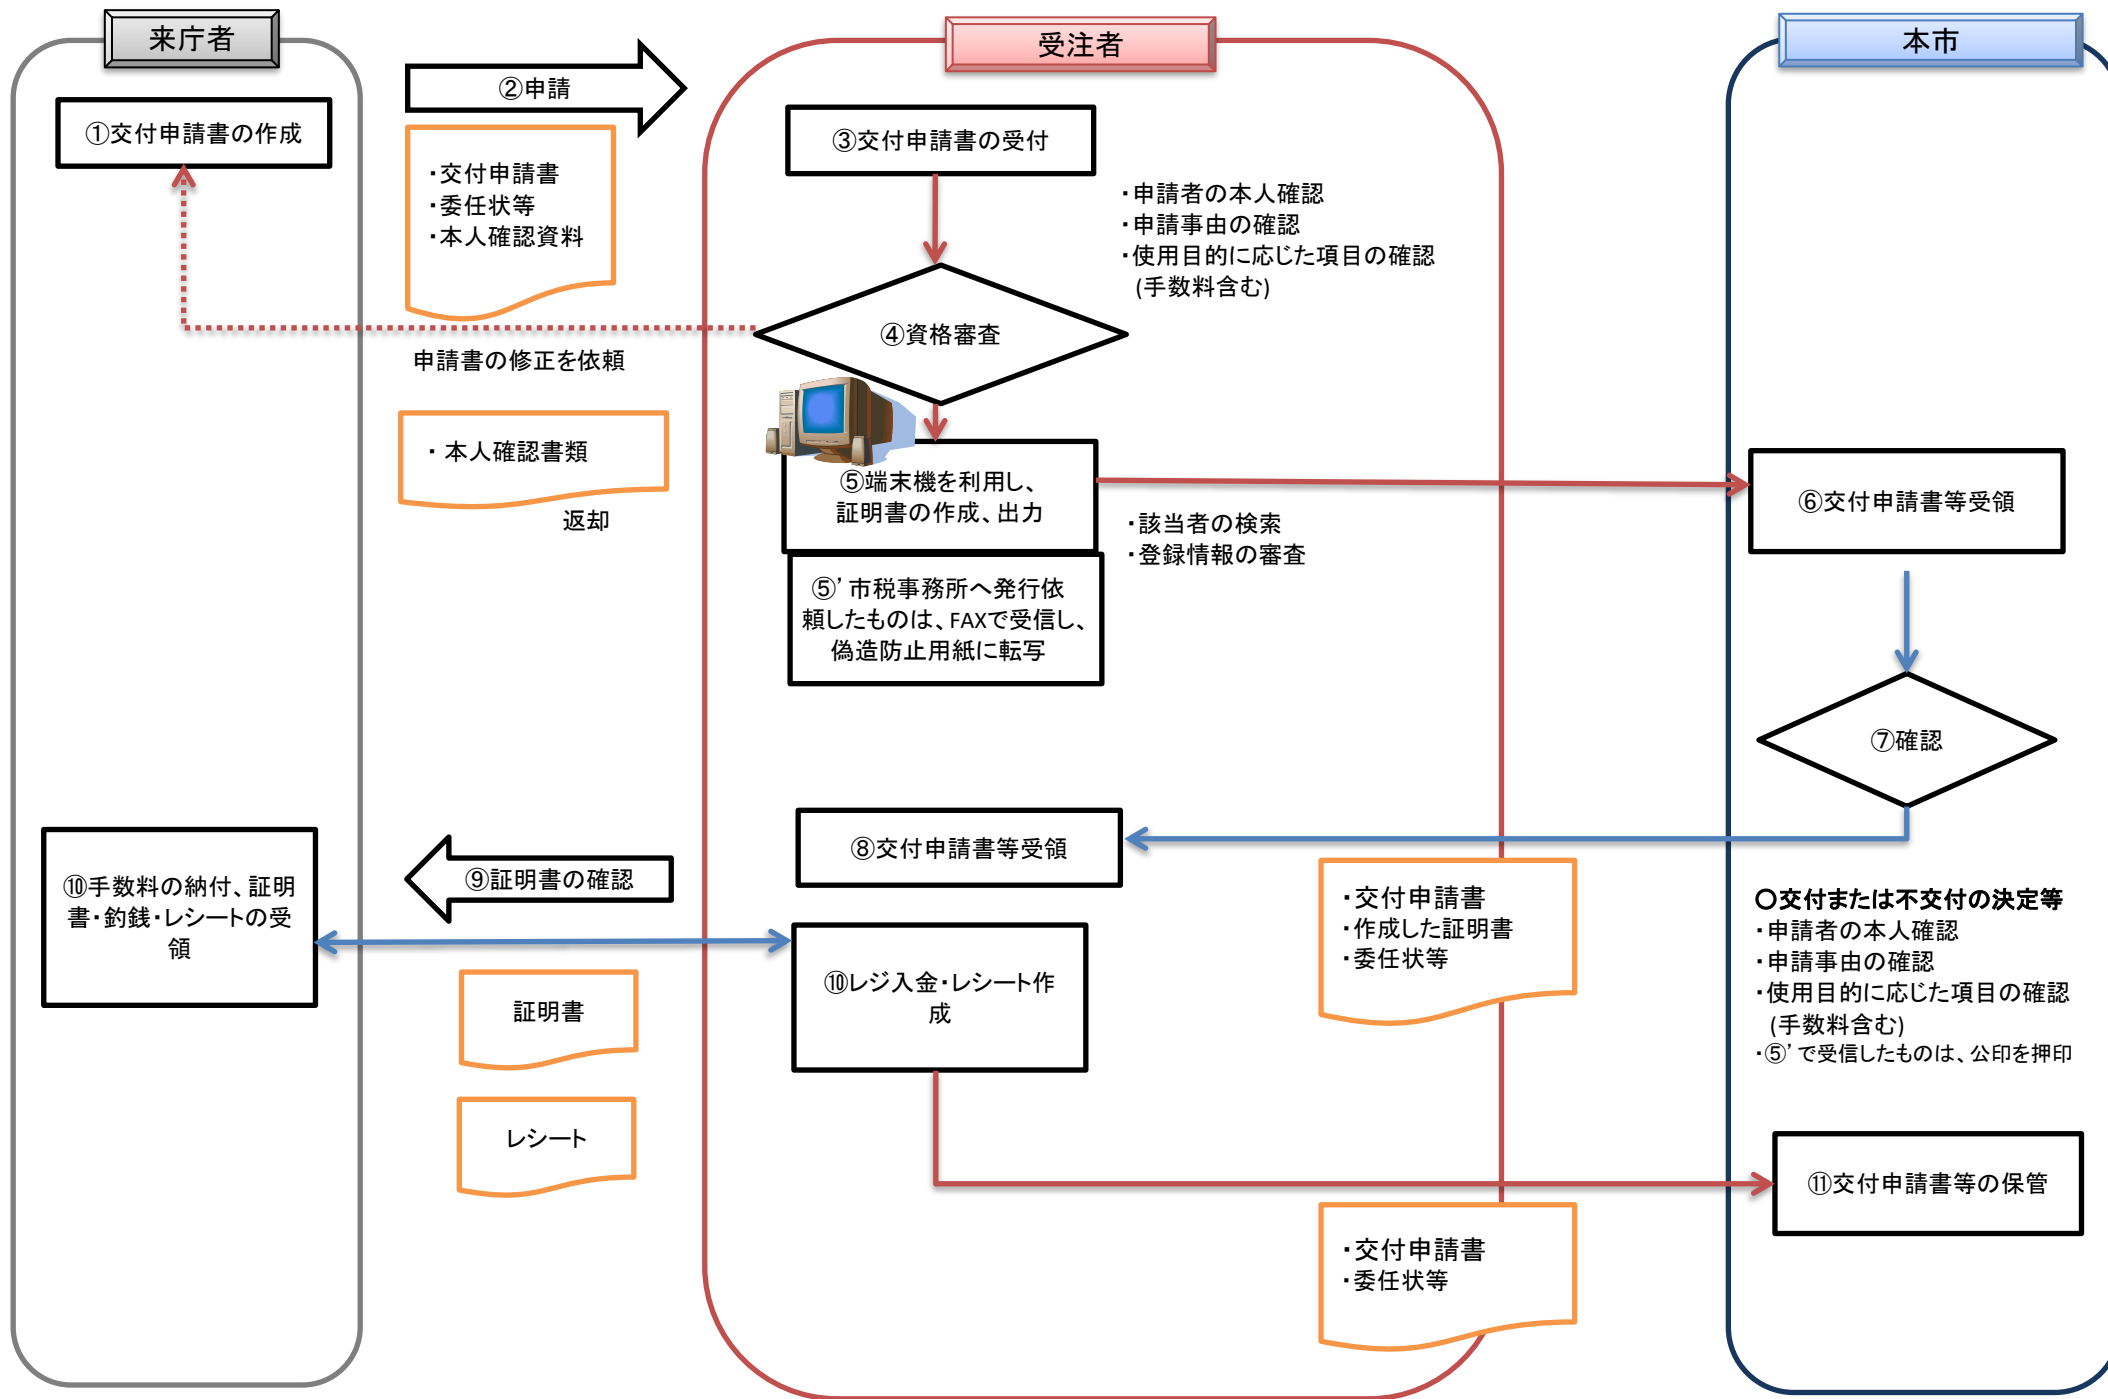 来庁者
受注者
本市
①交付申請書の作成
②申請
・交付申請書
・委任状等
・本人確認資料
③交付申請書の受付
・申請者の本人確認
・申請事由の確認
・使用目的に応じた項目の確認
(手数料含む)
④資格審査
申請書の修正を依頼
・ 本人確認書類
返却
⑤端末機を利用し、
証明書の作成、出力
・該当者の検索
・登録情報の審査
⑤’市税事務所へ発行依
頼したものは、FAXで受信し、
偽造防止用紙に転写
⑥交付申請書等受領
⑦確認
⑧交付申請書等受領
⑨証明書の確認
⑩手数料の納付、証明
書・釣銭・レシートの受
領
・交付申請書
・作成した証明書
・委任状等
〇交付または不交付の決定等
・申請者の本人確認
・申請事由の確認
・使用目的に応じた項目の確認
(手数料含む)
・⑤’で受信したものは、公印を押印
⑩レジ入金・レシート作
成
証明書
レシート
⑪交付申請書等の保管
・交付申請書
・委任状等